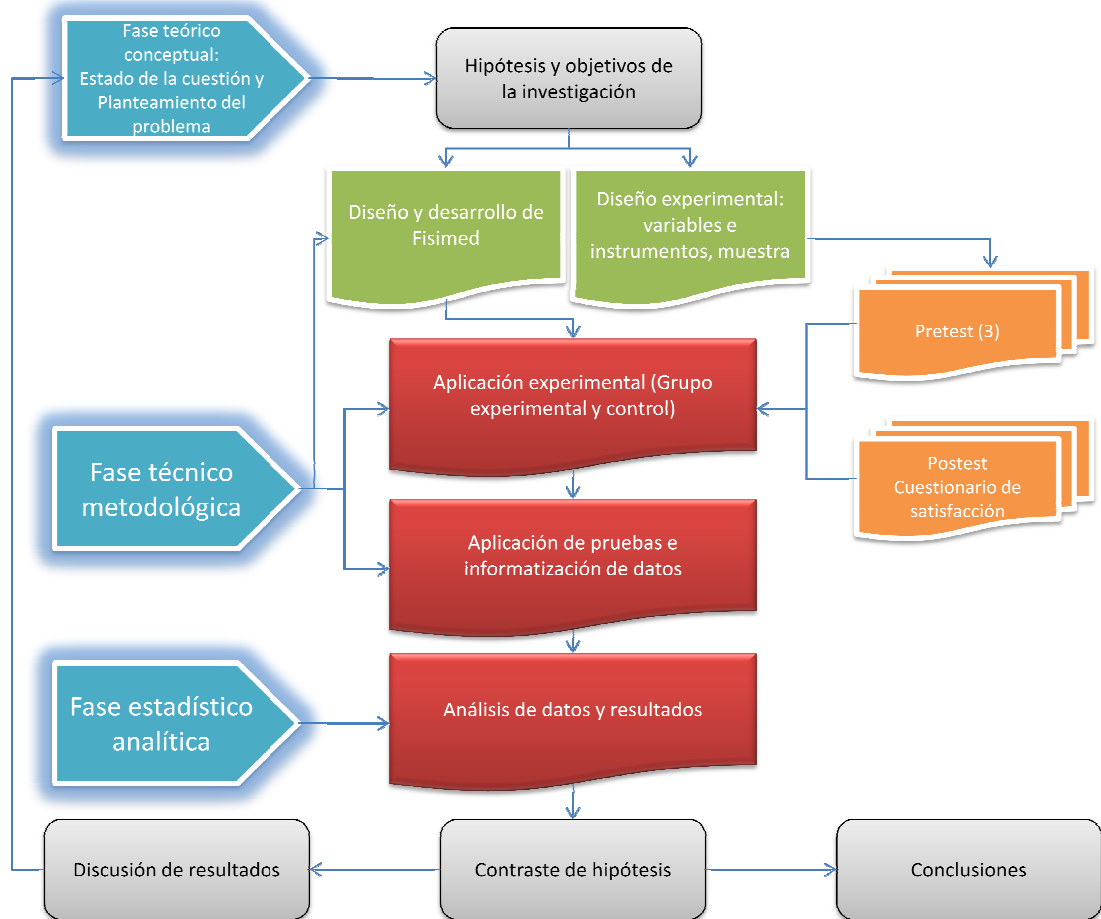 Fase teórico
conceptual:
Estado de la cuestión y
Planteamiento del
problema
Hipótesis y objetivos de
la investigación
Diseño y desarrollo de
Fisimed
Diseño experimental:
variables e
instrumentos, muestra
Pretest (3)
Aplicación experimental (Grupo
experimental y control)
Fase técnico
metodológica
Postest
Cuestionario de
satisfacción
Aplicación de pruebas e
informatización de datos
Fase estadístico
analítica
Análisis de datos y resultados
Discusión de resultados
Contraste de hipótesis
Conclusiones